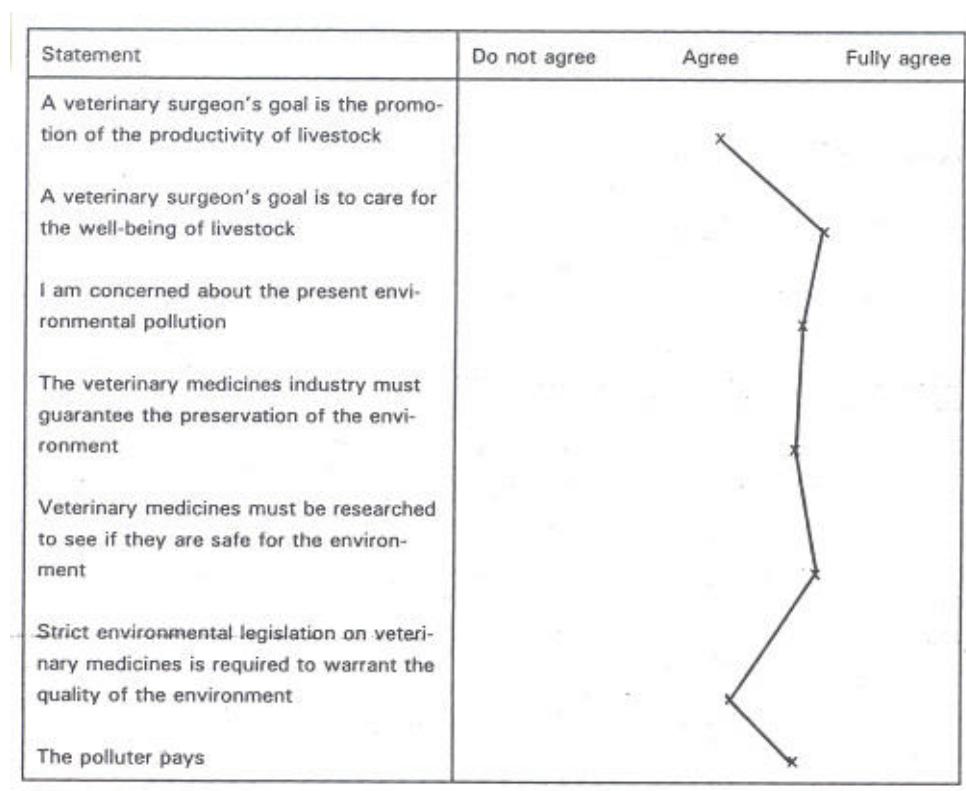 Statement Do not agree Agree Fully agree
A veterinary surgeon's goal is the promo-
tion of the productivity of livestock
A veterinary surgeon's goal is to care for
the well-being of livestock
I am concerned about the present envi-
ronmental pollution
The veterinary medicines industry must
guarantee the preservation of the envi-
ronment
Veterinary medicines must be researched
to see if they are safe for the environ-
ment
Strict environmental legislation on veteri-
nary medicines is required to warrant the
quality of the environment
The polluter pays